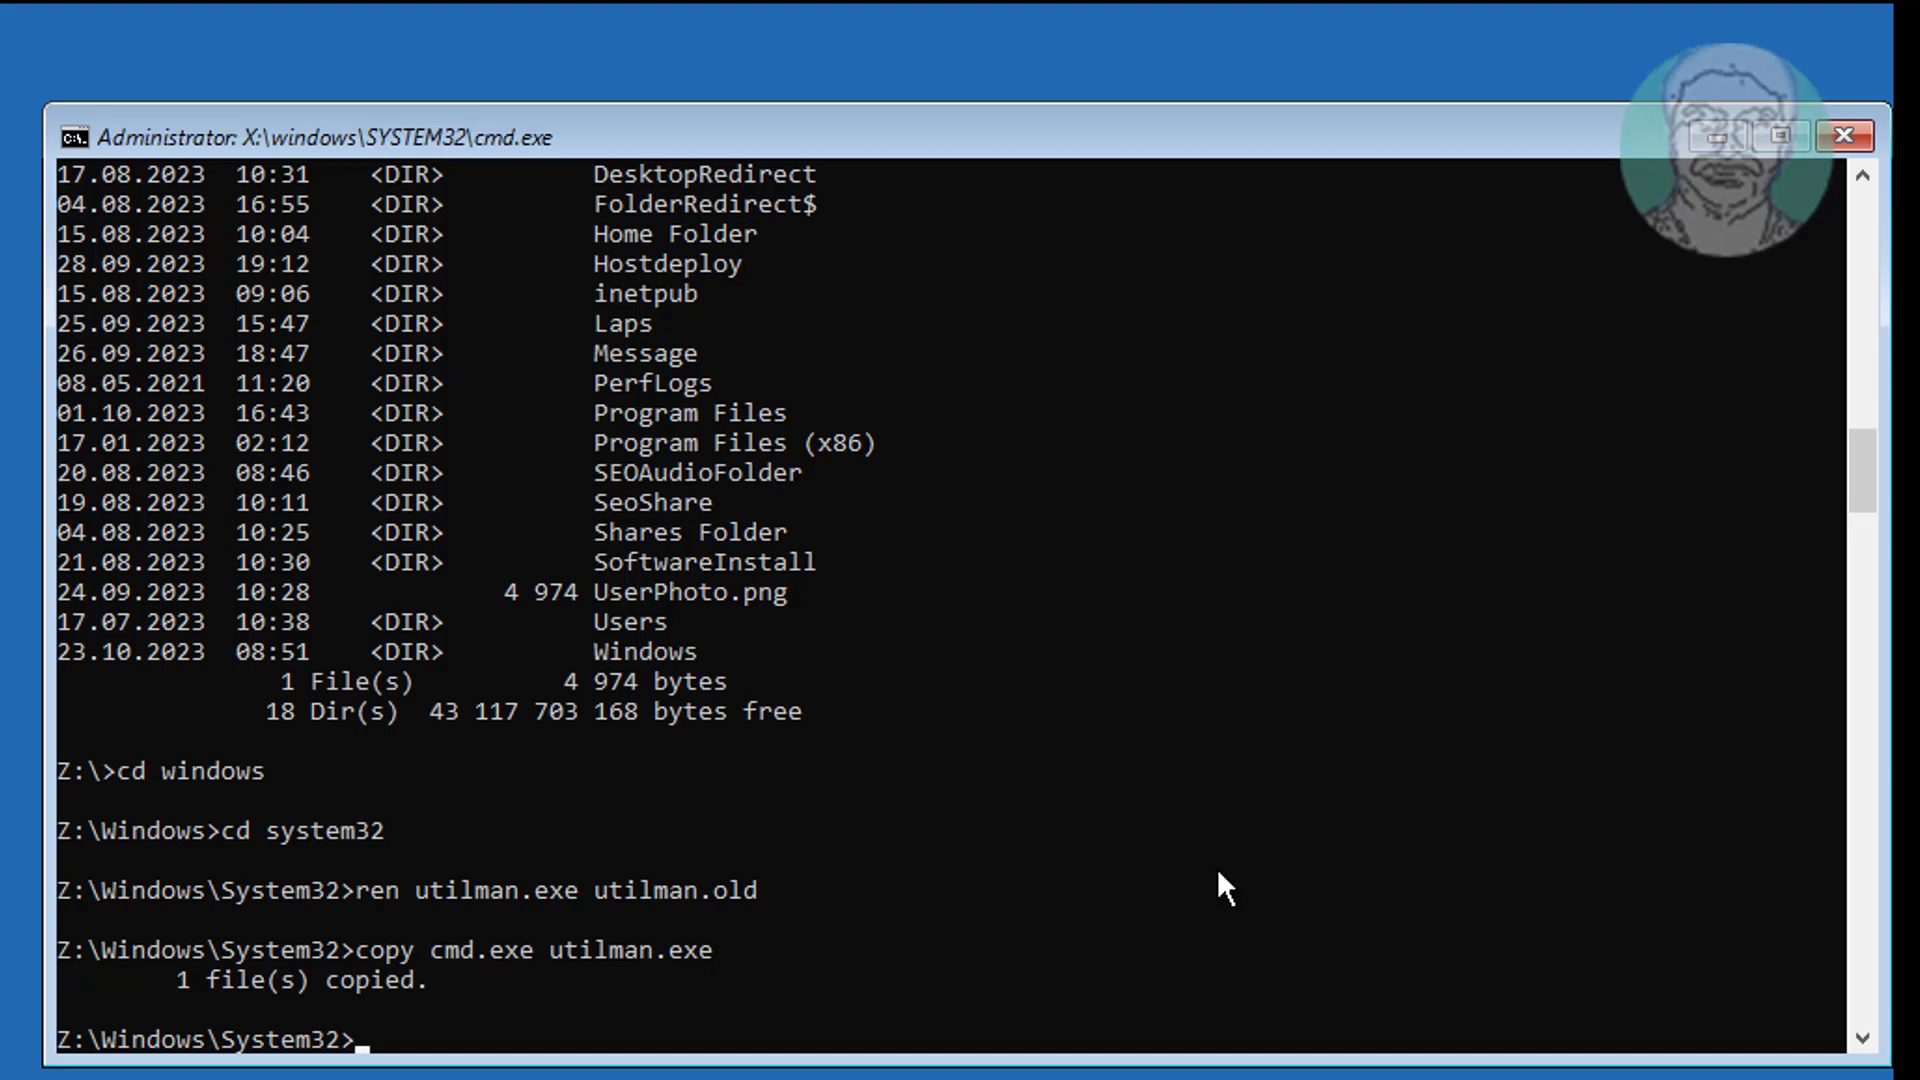 Administrator: X:\windows\SYSTEM32\cmd.exe
17.08.2023  10:31    <DIR>          DesktopRedirect
04.08.2023  16:55    <DIR>          FolderRedirect$
15.08.2023  10:04    <DIR>          Home Folder
28.09.2023  19:12    <DIR>          Hostdeploy
15.08.2023  09:06    <DIR>          inetpub
25.09.2023  15:47    <DIR>          Laps
26.09.2023  18:47    <DIR>          Message
08.05.2021  11:20    <DIR>          PerfLogs
01.10.2023  16:43    <DIR>          Program Files
17.01.2023  02:12    <DIR>          Program Files (x86)
20.08.2023  08:46    <DIR>          SEOAudioFolder
19.08.2023  10:11    <DIR>          SeoShare
04.08.2023  10:25    <DIR>          Shares Folder
21.08.2023  10:30    <DIR>          SoftwareInstall
24.09.2023  10:28             4 974 UserPhoto.png
17.07.2023  10:38    <DIR>          Users
23.10.2023  08:51    <DIR>          Windows
               1 File(s)          4 974 bytes
              18 Dir(s)  43 117 703 168 bytes free
Z:\>cd windows
Z:\Windows>cd system32
Z:\Windows\System32>ren utilman.exe utilman.old
Z:\Windows\System32>copy cmd.exe utilman.exe
        1 file(s) copied.
Z:\Windows\System32>